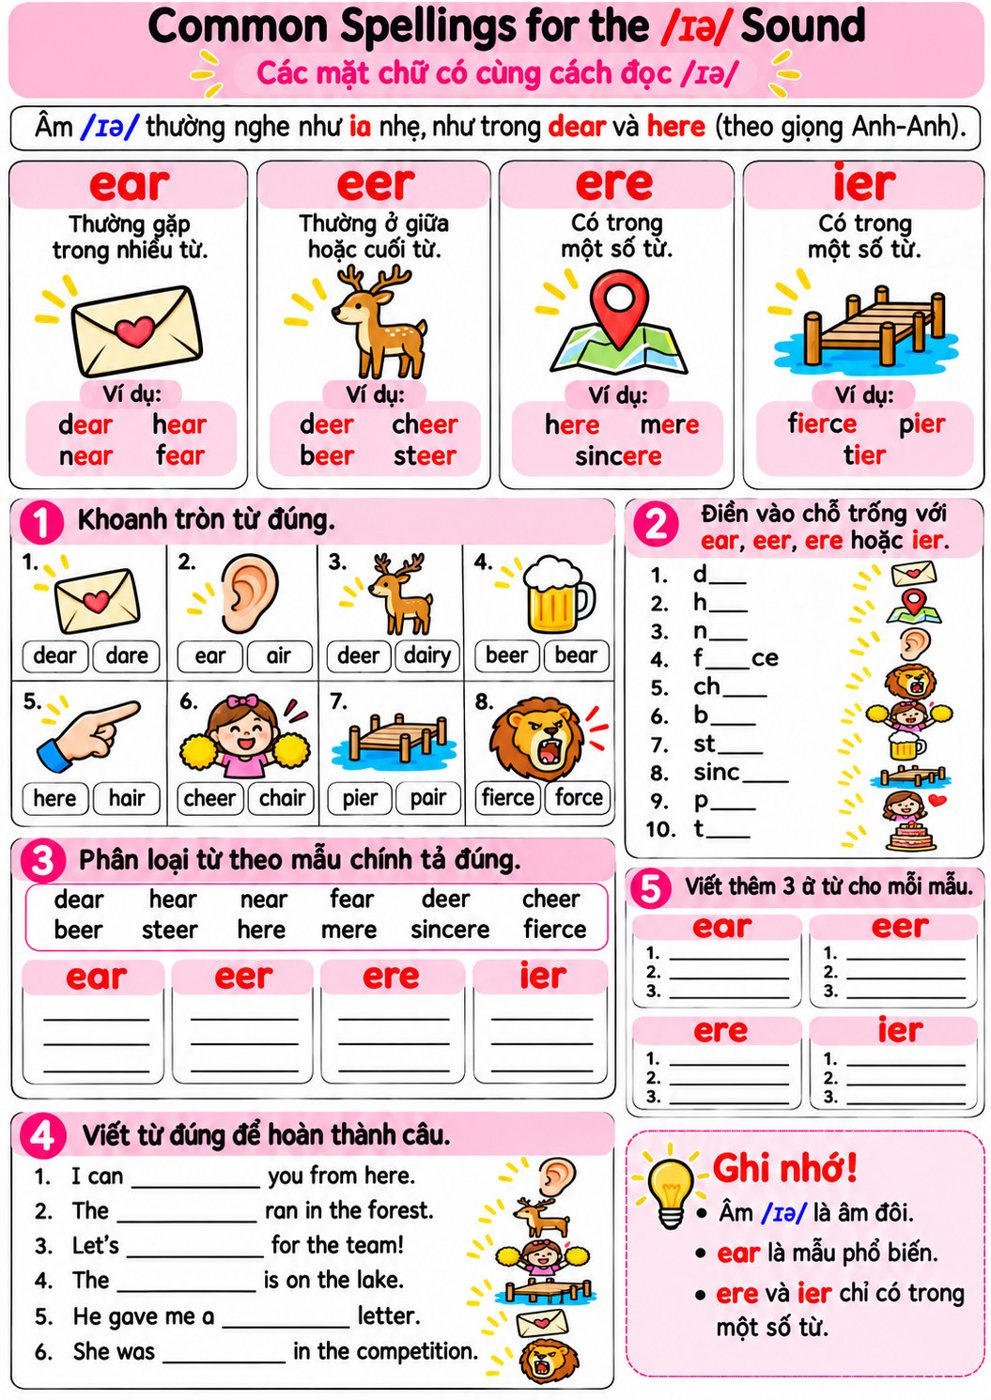 Common Spellings for the /ɪə/ Sound
Các mặt chữ có cùng cách đọc /ɪə/
Âm /ɪə/ thường nghe như ia nhẹ, như trong dear và here (theo giọng Anh-Anh).
ear
Thường gặp
trong nhiều từ.
Ví dụ:
dear hear
near fear
eer
Thường ở giữa
hoặc cuối từ.
Ví dụ:
deer cheer
beer steer
ere
Có trong
một số từ.
Ví dụ:
here mere
sincere
ier
Có trong
một số từ.
Ví dụ:
fierce pier
tier
1 Khoanh tròn từ đúng.
1.
dear dare
2.
ear air
3.
deer dairy
4.
beer bear
5.
here hair
6.
cheer chair
7.
pier pair
8.
fierce force
2 Điền vào chỗ trống với
ear, eer, ere hoặc ier.
1. d___
2. h___
3. n___
4. f___ce
5. ch___
6. b___
7. st___
8. sinc___
9. p___
10. t___
3 Phân loại từ theo mẫu chính tả đúng.
dear hear near fear deer cheer
beer steer here mere sincere fierce
ear eer ere ier
4 Viết từ đúng để hoàn thành câu.
1. I can __________ you from here.
2. The __________ ran in the forest.
3. Let's __________ for the team!
4. The __________ is on the lake.
5. He gave me a __________ letter.
6. She was __________ in the competition.
5 Viết thêm 3 từ cho mỗi mẫu.
ear
1.
2.
3.
eer
1.
2.
3.
ere
1.
2.
3.
ier
1.
2.
3.
Ghi nhớ!
• Âm /ɪə/ là âm đôi.
• ear là mẫu phổ biến.
• ere và ier chỉ có trong
một số từ.